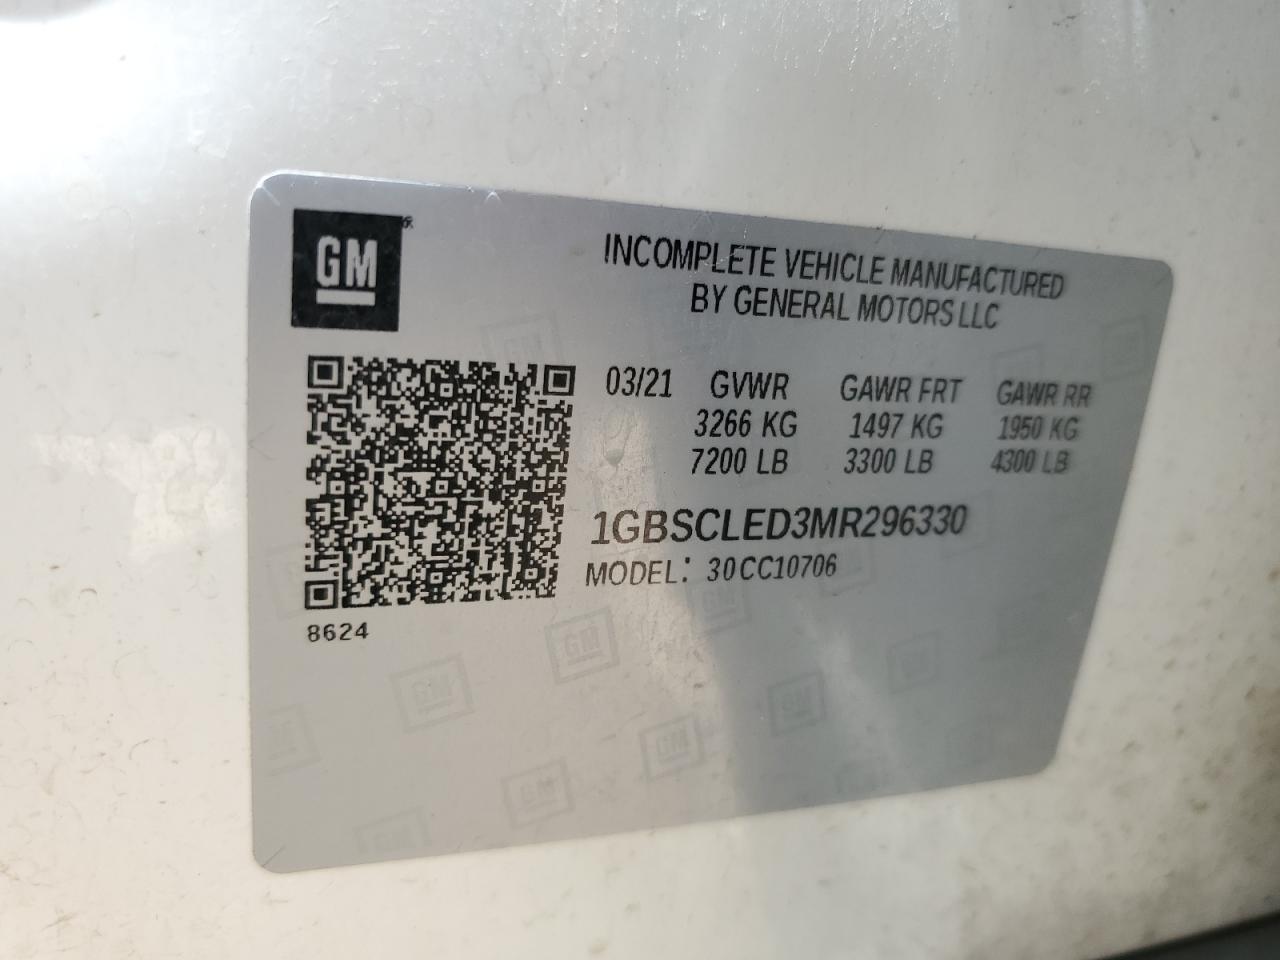 GM
INCOMPLETE VEHICLE MANUFACTURED
BY GENERAL MOTORS LLC
03/21 GVWR GAWR FRT GAWR RR
3266 KG 1497 KG 1950 KG
7200 LB 3300 LB 4300 LB
1GBSCLED3MR296330
MODEL: 30CC10706
8624